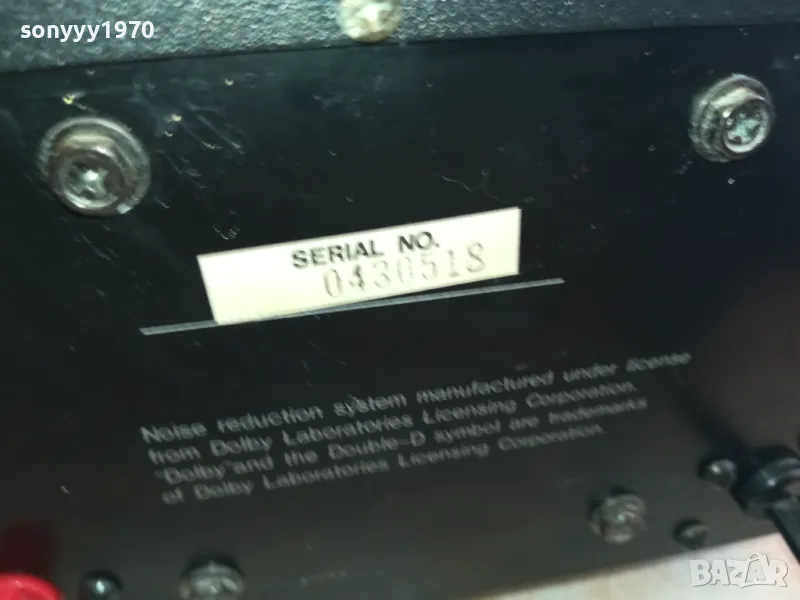 sonyyy1970
SERIAL NO.
0430518
Noise reduction system manufactured under license
from Dolby Laboratories Licensing Corporation.
"Dolby"and the Double-D symbol are trademarks
of Dolby Laboratories Licensing Corporation.
BAZAR